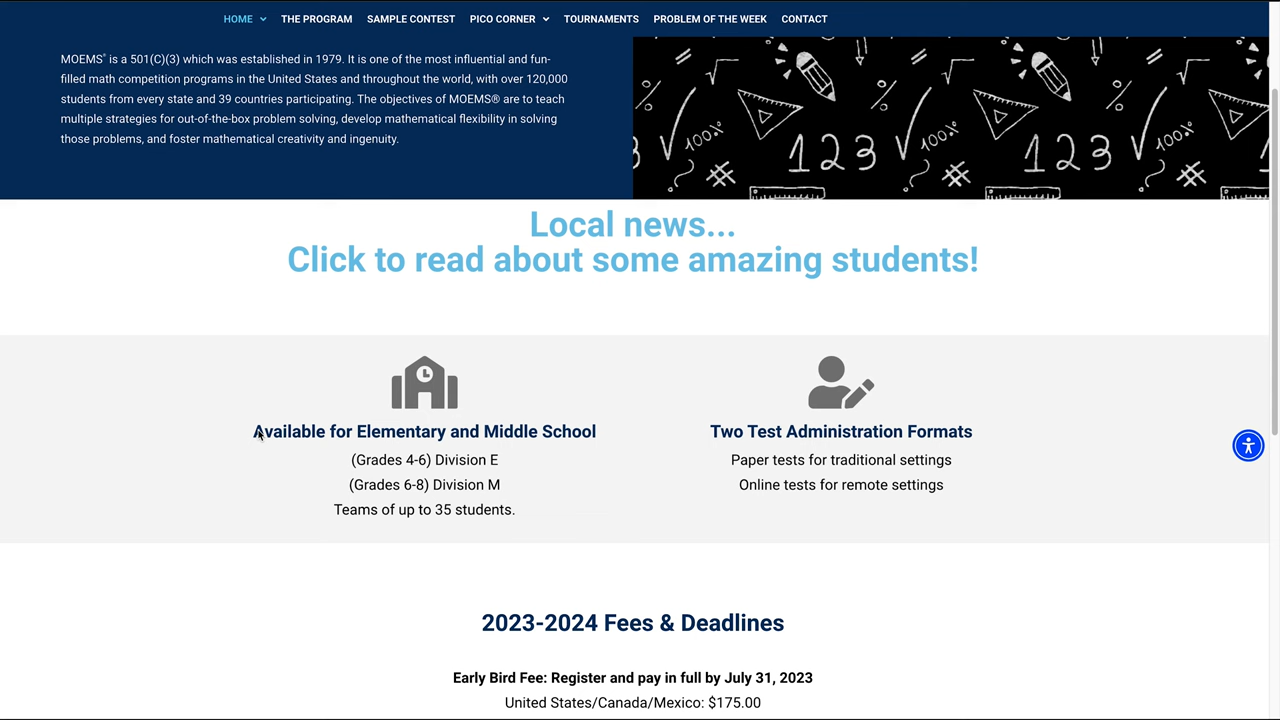 HOME THE PROGRAM SAMPLE CONTEST PICO CORNER TOURNAMENTS PROBLEM OF THE WEEK CONTACT
MOEMS® is a 501(C)(3) which was established in 1979. It is one of the most influential and fun-
filled math competition programs in the United States and throughout the world, with over 120,000
students from every state and 39 countries participating. The objectives of MOEMS® are to teach
multiple strategies for out-of-the-box problem solving, develop mathematical flexibility in solving
those problems, and foster mathematical creativity and ingenuity.
100% 100% 100%
3 123 123 1
Local news...
Click to read about some amazing students!
Available for Elementary and Middle School
(Grades 4-6) Division E
(Grades 6-8) Division M
Teams of up to 35 students.
Two Test Administration Formats
Paper tests for traditional settings
Online tests for remote settings
2023-2024 Fees & Deadlines
Early Bird Fee: Register and pay in full by July 31, 2023
United States/Canada/Mexico: $175.00